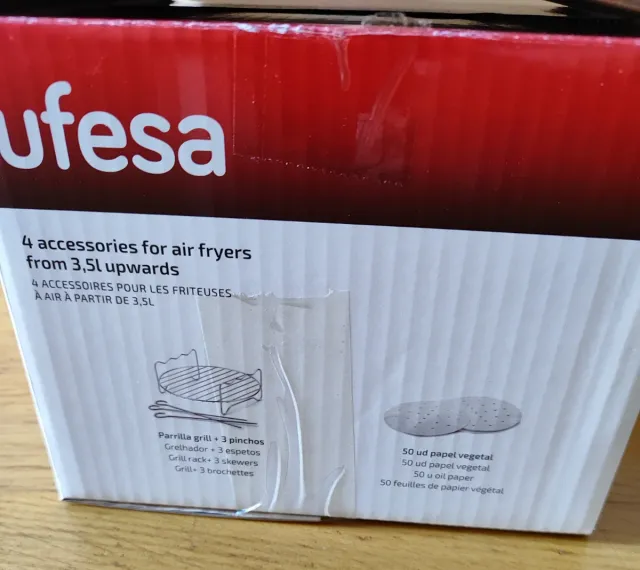 ufesa
4 accessories for air fryers
from 3,5l upwards
4 ACCESSOIRES POUR LES FRITEUSES
À AIR À PARTIR DE 3,5L
Parrilla grill + 3 pinchos
Grelhador + 3 espetos
Grill rack+ 3 skewers
Grill+ 3 brochettes
50 ud papel vegetal
50 ud papel vegetal
50 u oil paper
50 feuilles de papier végétal